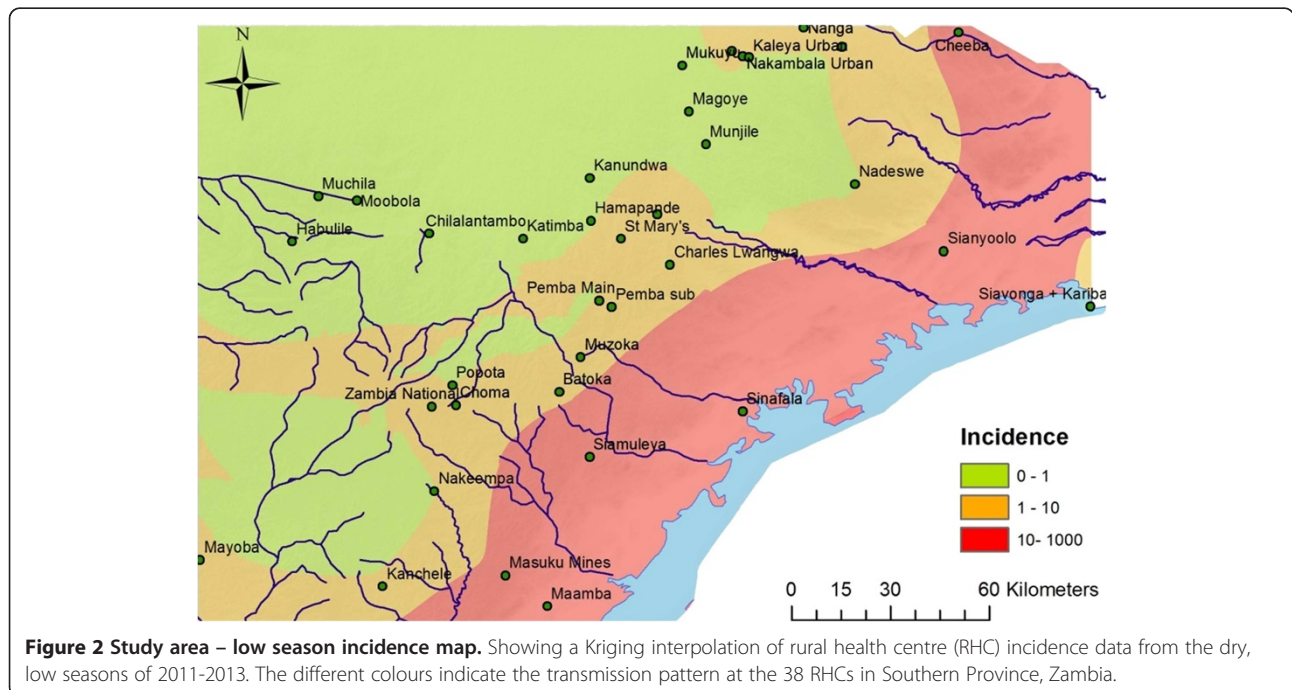 N
Nanga
Cheeba
Mukuyu
Kaleya Urban
Nakambala Urban
Magoye
Munjile
Kanundwa
Nadeswe
Muchila
Moobola
Hamapande
Habulile
Chilalantambo
Katimba
St Mary's
Charles Lwangwa
Sianyoolo
Pemba Main
Pemba sub
Siavonga + Kariba
Muzoka
Popota
Batoka
Zambia National
Choma
Sinafala
Siamuleya
Nakeempa
Mayoba
Kanchele
Masuku Mines
Maamba
Incidence
0 - 1
1 - 10
10- 1000
0 15 30 60 Kilometers
Figure 2 Study area – low season incidence map. Showing a Kriging interpolation of rural health centre (RHC) incidence data from the dry,
low seasons of 2011-2013. The different colours indicate the transmission pattern at the 38 RHCs in Southern Province, Zambia.